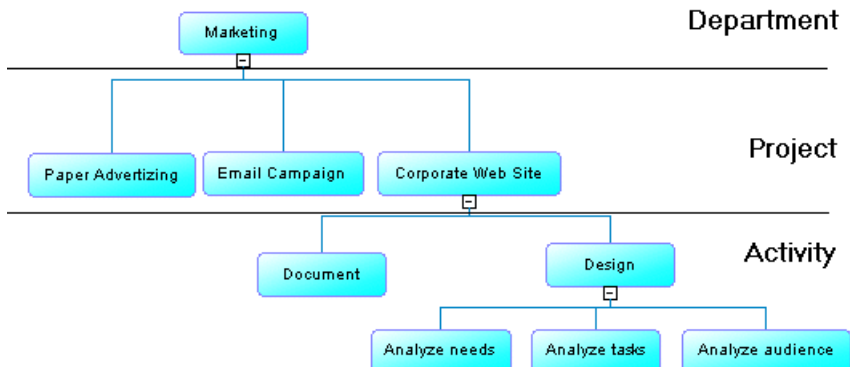 Department
Marketing
Project
Paper Advertizing
Email Campaign
Corporate Web Site
Activity
Document
Design
Analyze needs
Analyze tasks
Analyze audience